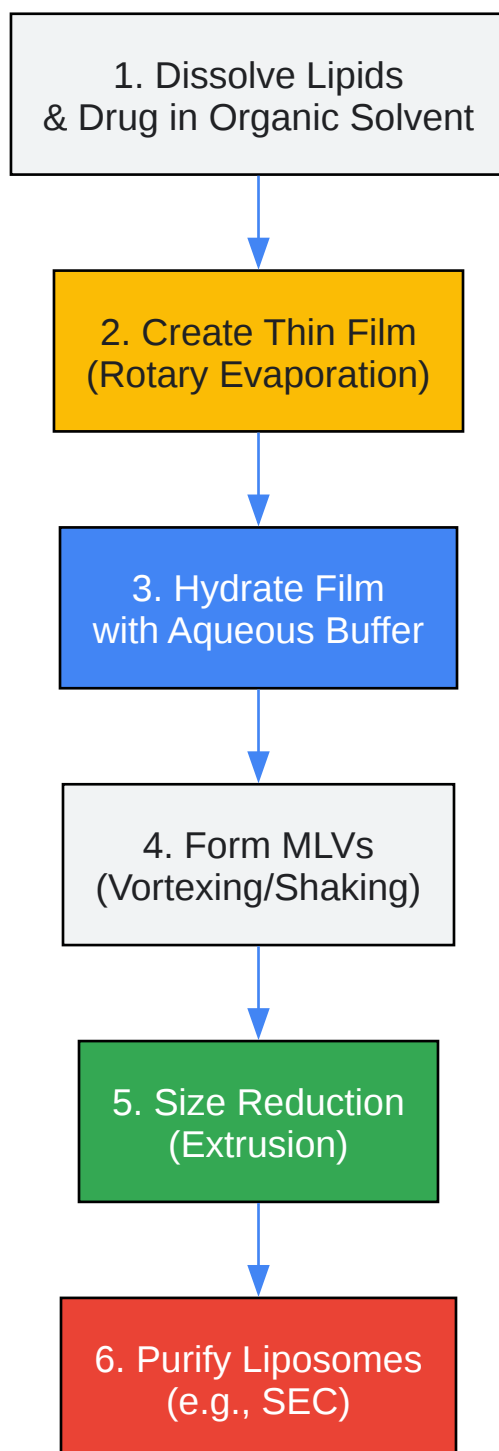 1. Dissolve Lipids
& Drug in Organic Solvent
2. Create Thin Film
(Rotary Evaporation)
3. Hydrate Film
with Aqueous Buffer
4. Form MLVs
(Vortexing/Shaking)
5. Size Reduction
(Extrusion)
6. Purify Liposomes
(e.g., SEC)